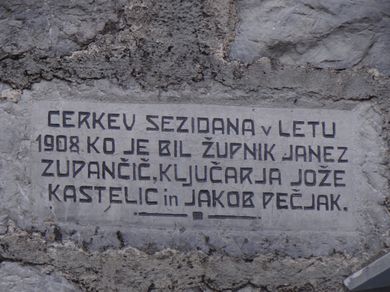 CERKEV SEZIDANA v LETU
1908 KO JE BIL ŽUPNIK JANEZ
ZUPANČIČ, KLJUČARJA JOŽE
KASTELIC in JAKOB PEČJAK.